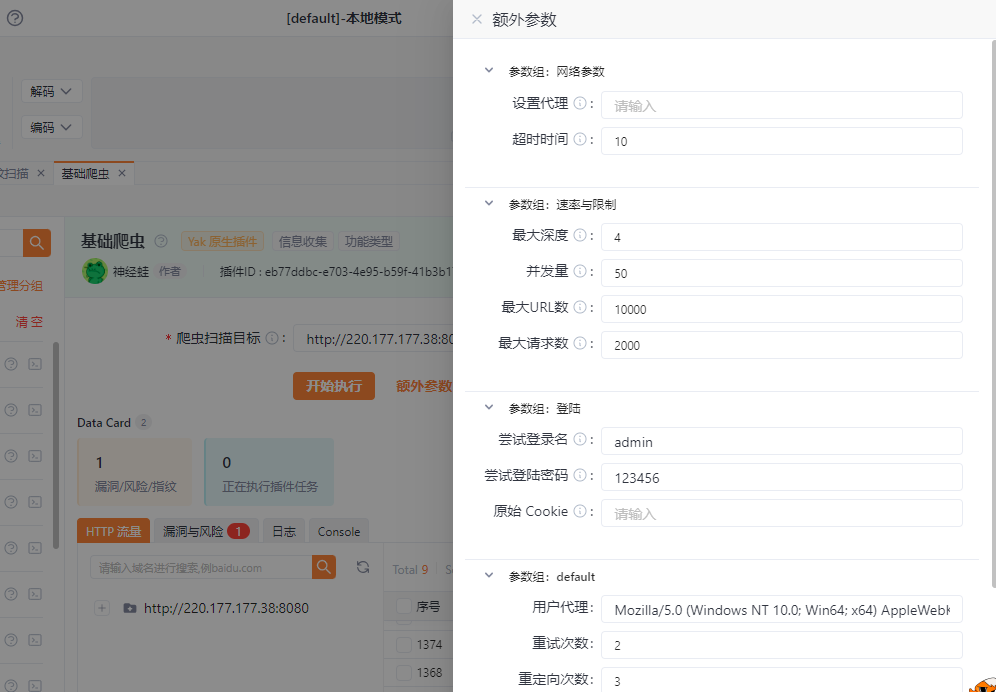 [default]-本地模式
额外参数
解码
编码
纹扫描
基础爬虫
基础爬虫
Yak 原生插件
信息收集
功能类型
神经蛙
作者
插件ID : eb77ddbc-e703-4e95-b59f-41b3b1
管理分组
清空
* 爬虫扫描目标 :
http://220.177.177.38:80
开始执行
额外参数
Data Card 2
1
漏洞/风险/指纹
0
正在执行插件任务
HTTP 流量
漏洞与风险 1
日志
Console
请输入域名进行搜索,例baidu.com
Total 9
http://220.177.177.38:8080
序号
1374
1368
参数组：网络参数
设置代理 :
请输入
超时时间 :
10
参数组：速率与限制
最大深度 :
4
并发量 :
50
最大URL数 :
10000
最大请求数 :
2000
参数组：登陆
尝试登录名 :
admin
尝试登陆密码 :
123456
原始 Cookie :
请输入
参数组：default
用户代理:
Mozilla/5.0 (Windows NT 10.0; Win64; x64) AppleWebK
重试次数:
2
重定向次数:
3